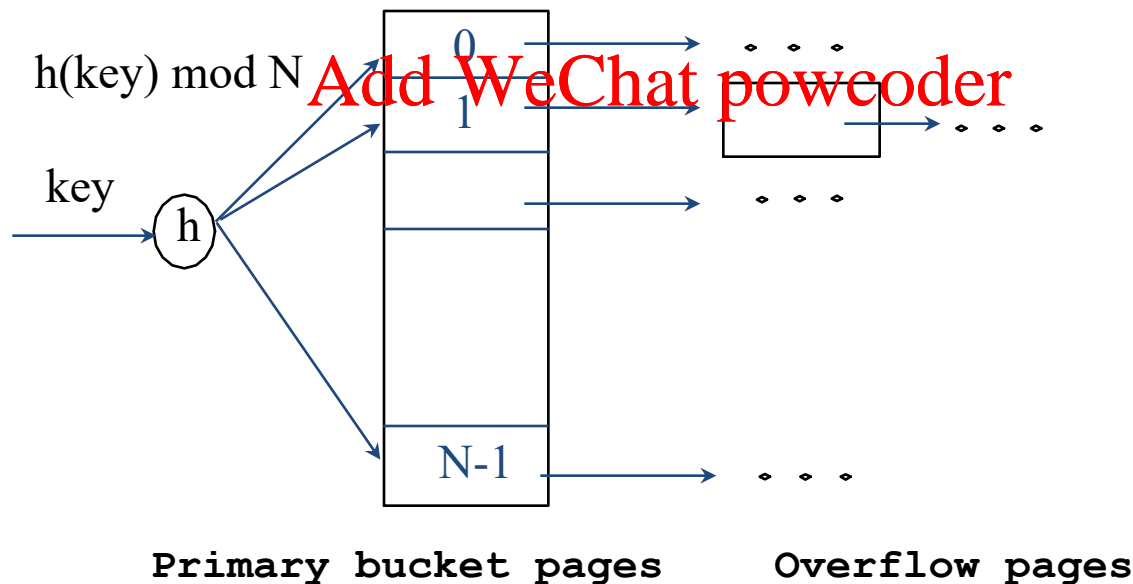 0
h(key) mod N
Add WeChat powcoder
1
key
h
N-1
Primary bucket pages
Overflow pages